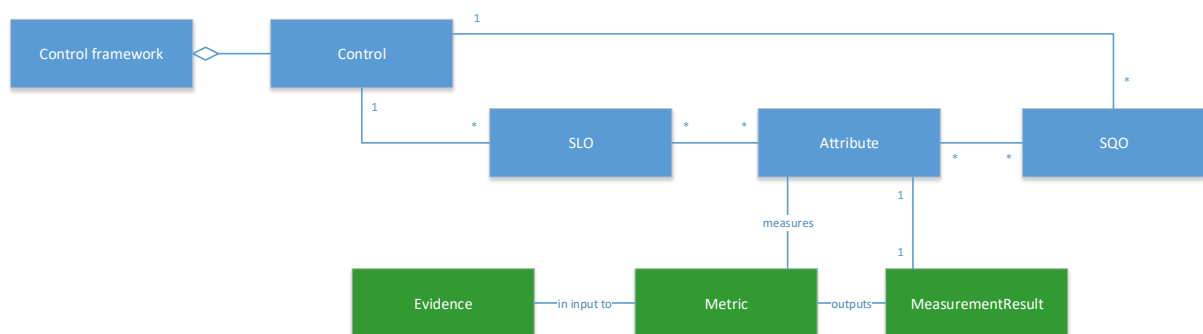 1
Control framework
Control
*
1
*
*
*
SLO
Attribute
SQO
*
*
1
measures
1
Evidence
in input to
Metric
outputs
MeasurementResult